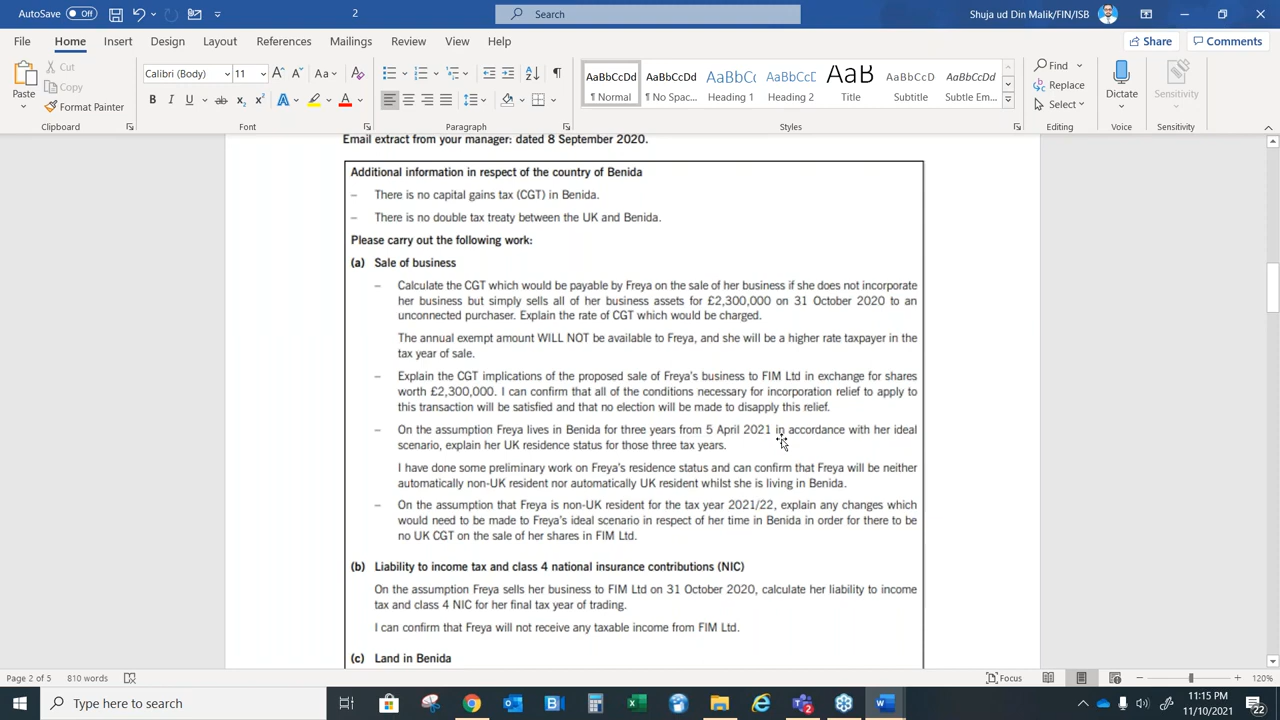 AutoSave Off 2 Search Shuja ud Din Malik/FIN/ISB
File Home Insert Design Layout References Mailings Review View Help Share Comments
Paste Cut Copy Format Painter
Calibri (Body) 11
AaBbCcDd AaBbCcDd AaBbCc AaBbCcD AaB AaBbCcD AaBbCcDd
¶ Normal ¶ No Spac... Heading 1 Heading 2 Title Subtitle Subtle Em...
Find Replace Select Dictate Sensitivity
Clipboard Font Paragraph Styles Editing Voice Sensitivity
Email extract from your manager: dated 8 September 2020.
Additional information in respect of the country of Benida
– There is no capital gains tax (CGT) in Benida.
– There is no double tax treaty between the UK and Benida.
Please carry out the following work:
(a) Sale of business
– Calculate the CGT which would be payable by Freya on the sale of her business if she does not incorporate
her business but simply sells all of her business assets for £2,300,000 on 31 October 2020 to an
unconnected purchaser. Explain the rate of CGT which would be charged.
The annual exempt amount WILL NOT be available to Freya, and she will be a higher rate taxpayer in the
tax year of sale.
– Explain the CGT implications of the proposed sale of Freya's business to FIM Ltd in exchange for shares
worth £2,300,000. I can confirm that all of the conditions necessary for incorporation relief to apply to
this transaction will be satisfied and that no election will be made to disapply this relief.
– On the assumption Freya lives in Benida for three years from 5 April 2021 in accordance with her ideal
scenario, explain her UK residence status for those three tax years.
I have done some preliminary work on Freya's residence status and can confirm that Freya will be neither
automatically non-UK resident nor automatically UK resident whilst she is living in Benida.
– On the assumption that Freya is non-UK resident for the tax year 2021/22, explain any changes which
would need to be made to Freya's ideal scenario in respect of her time in Benida in order for there to be
no UK CGT on the sale of her shares in FIM Ltd.
(b) Liability to income tax and class 4 national insurance contributions (NIC)
On the assumption Freya sells her business to FIM Ltd on 31 October 2020, calculate her liability to income
tax and class 4 NIC for her final tax year of trading.
I can confirm that Freya will not receive any taxable income from FIM Ltd.
(c) Land in Benida
Page 2 of 5 810 words Focus 120%
Type here to search 11:15 PM
11/10/2021 22